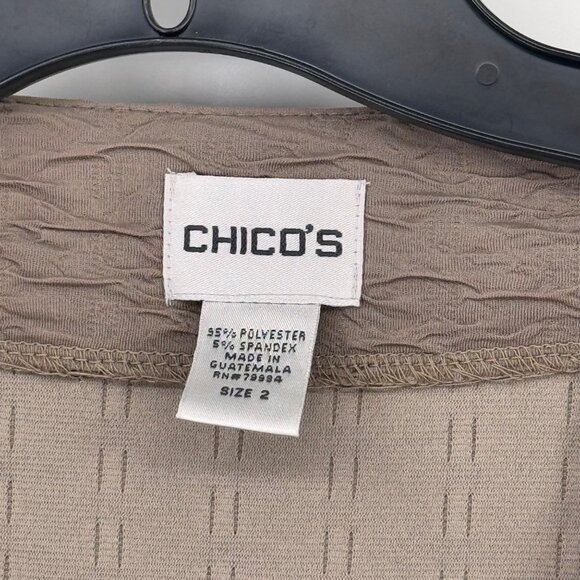 CHICO'S
95% POLYESTER
5% SPANDEX
MADE IN
GUATEMALA
RN# 79984
SIZE 2